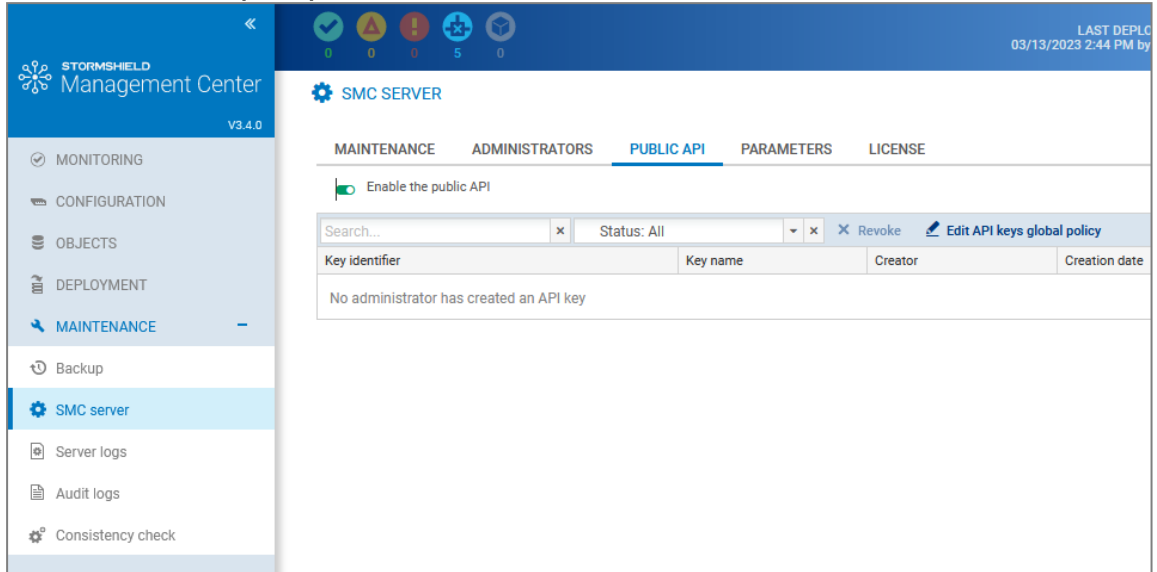 STORMSHIELD
Management Center
V3.4.0
MONITORING
CONFIGURATION
OBJECTS
DEPLOYMENT
MAINTENANCE
Backup
SMC server
Server logs
Audit logs
Consistency check
0 0 0 5 0
LAST DEPLO
03/13/2023 2:44 PM by
SMC SERVER
MAINTENANCE ADMINISTRATORS PUBLIC API PARAMETERS LICENSE
Enable the public API
Search... Status: All Revoke Edit API keys global policy
Key identifier Key name Creator Creation date
No administrator has created an API key